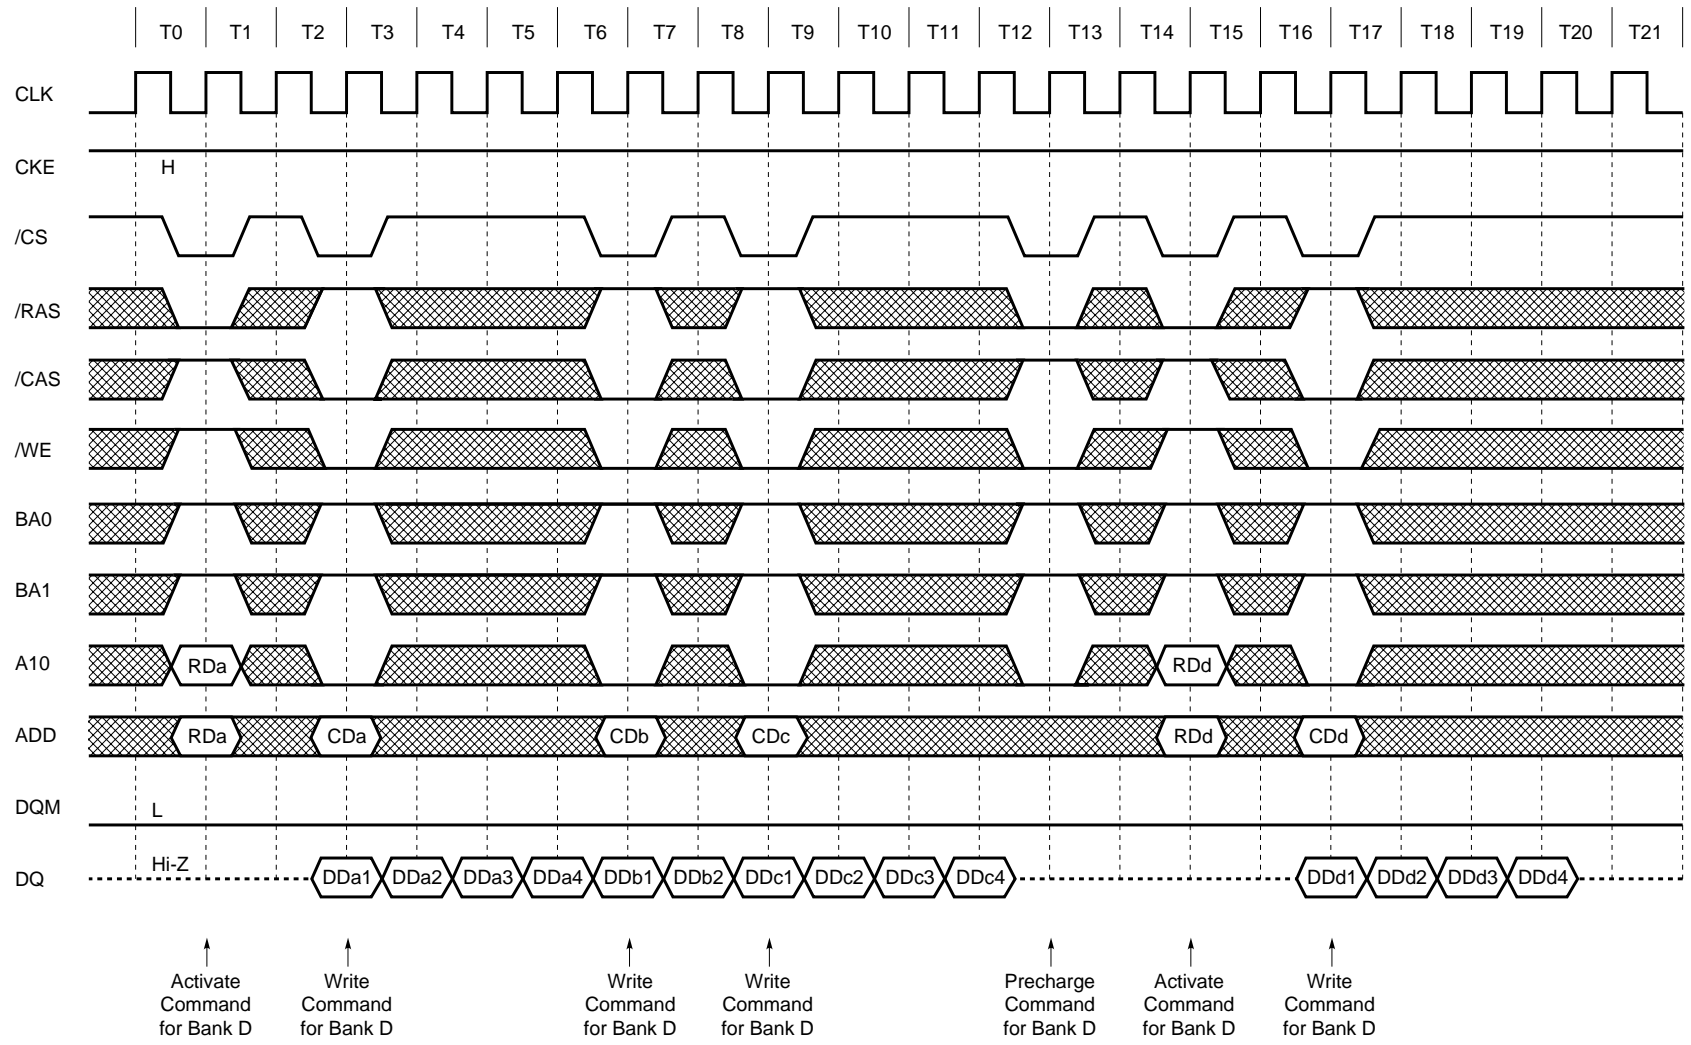 T0 T1 T2 T3 T4 T5 T6 T7 T8 T9 T10 T11 T12 T13 T14 T15 T16 T17 T18 T19 T20 T21
CLK
CKE H
/CS
/RAS
/CAS
/WE
BA0
BA1
A10 RDa RDd
ADD RDa CDa CDb CDc RDd CDd
DQM L
DQ Hi-Z DDa1 DDa2 DDa3 DDa4 DDb1 DDb2 DDc1 DDc2 DDc3 DDc4 DDd1 DDd2 DDd3 DDd4
Activate Write Write Write Precharge Activate Write
Command Command Command Command Command Command Command
for Bank D for Bank D for Bank D for Bank D for Bank D for Bank D for Bank D